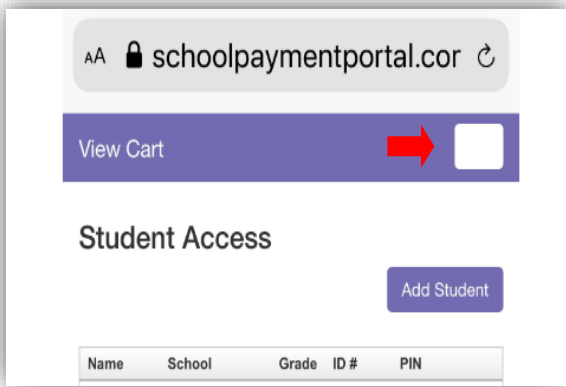 AA schoolpaymentportal.cor
View Cart
Student Access
Add Student
Name School Grade ID # PIN